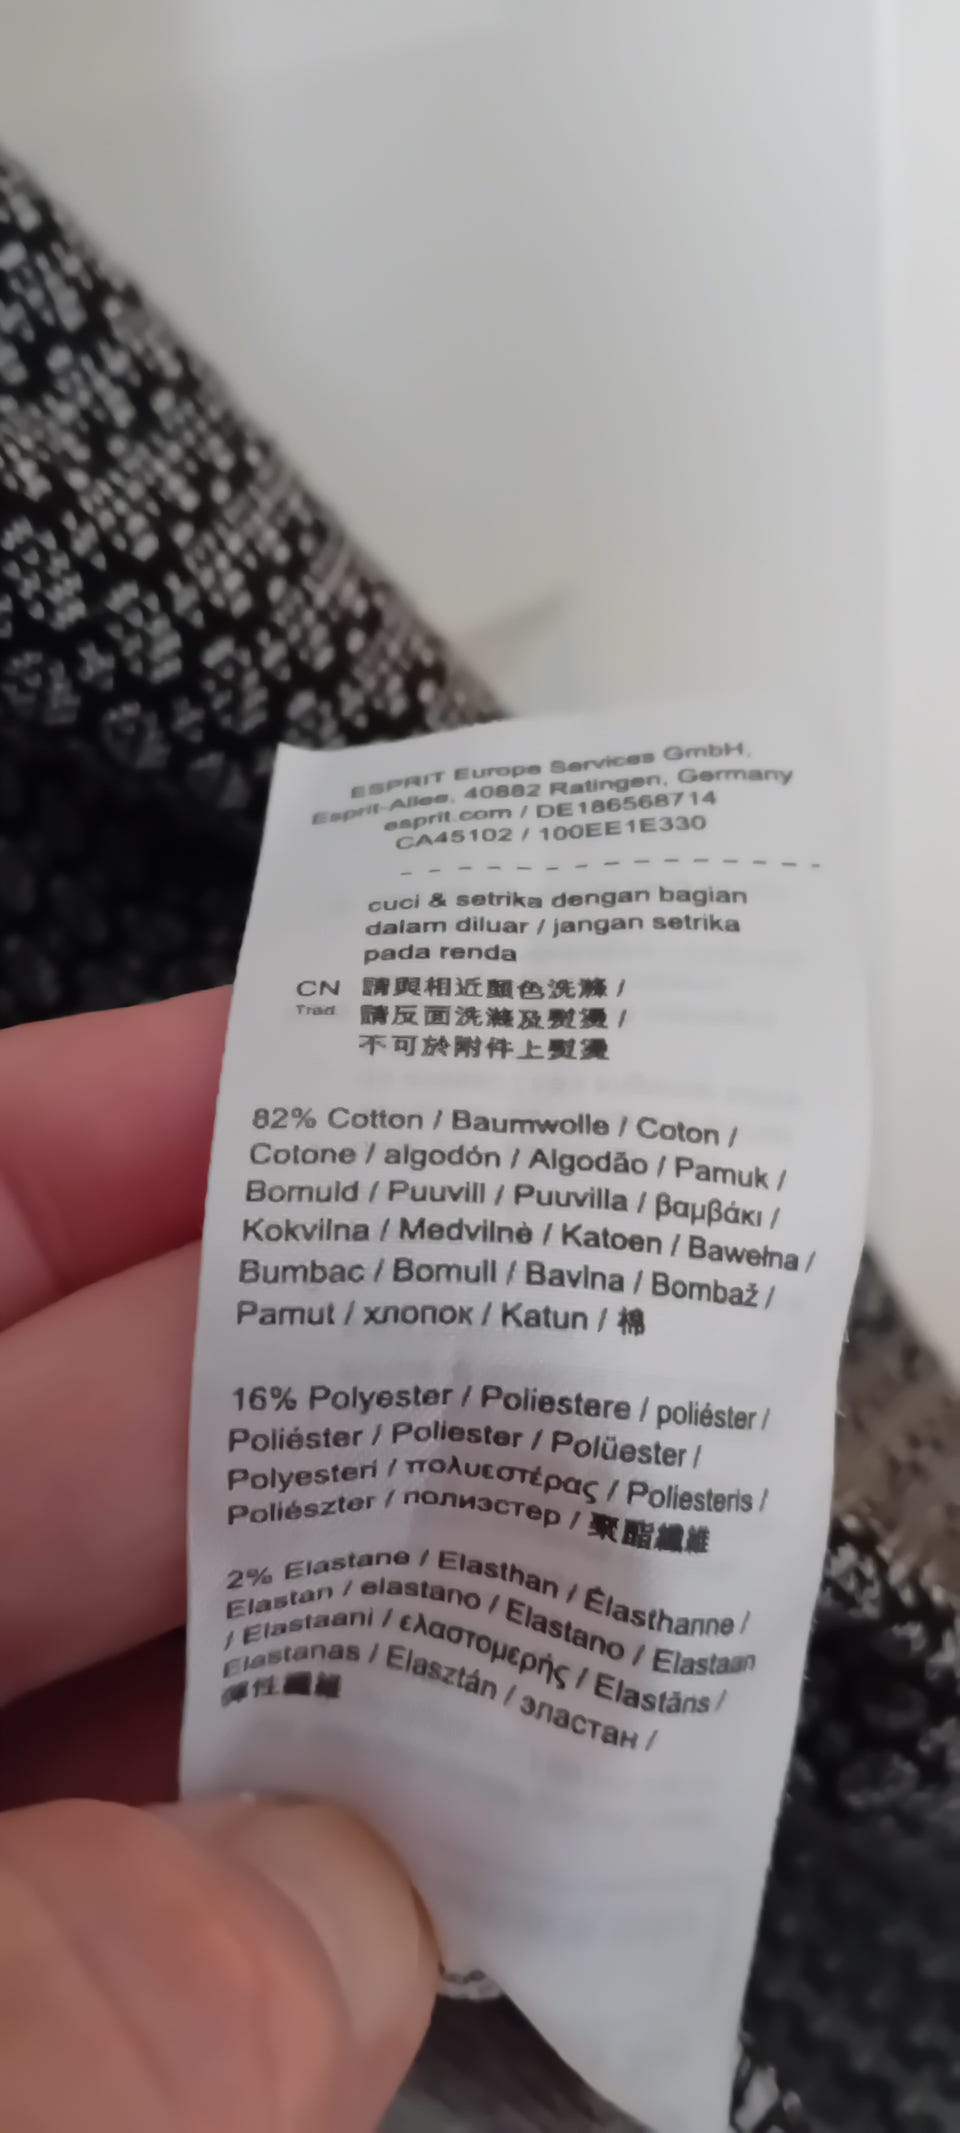 ESPRIT Europe Services GmbH,
Esprit-Allee, 40882 Ratingen, Germany
esprit.com / DE186568714
CA45102 / 100EE1E330
cuci & setrika dengan bagian
dalam diluar / jangan setrika
pada renda
CN 請與相近顏色洗滌 /
Trad. 請反面洗滌及熨燙 /
不可於附件上熨燙
82% Cotton / Baumwolle / Coton /
Cotone / algodón / Algodão / Pamuk /
Bomuld / Puuvill / Puuvilla / βαμβάκι /
Kokvilna / Medvilnė / Katoen / Bawełna /
Bumbac / Bomull / Bavlna / Bombaž /
Pamut / хлопок / Katun / 棉
16% Polyester / Poliestere / poliéster /
Poliéster / Poliester / Polüester /
Polyesteri / πολυεστέρας / Poliesteris /
Poliészter / полиэстер / 聚酯纖維
2% Elastane / Elasthan / Élasthanne /
Elastan / elastano / Elastano / Elastaan
/ Elastaani / ελαστομερής / Elastāns /
Elastanas / Elasztán / эластан /
彈性纖維